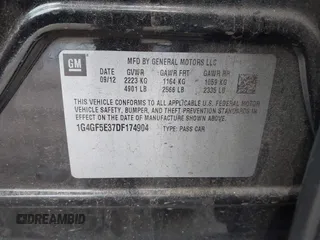 GM
MFD BY GENERAL MOTORS LLC
DATE GVWR GAWR FRT GAWR RR
09/12 2223 KG 1164 KG 1059 KG
4901 LB 2566 LB 2335 LB
THIS VEHICLE CONFORMS TO ALL APPLICABLE U.S. FEDERAL MOTOR
VEHICLE SAFETY, BUMPER, AND THEFT PREVENTION STANDARDS
IN EFFECT ON THE DATE OF MANUFACTURE SHOWN ABOVE.
1G4GF5E37DF174904 TYPE: PASS CAR
DREAMBID